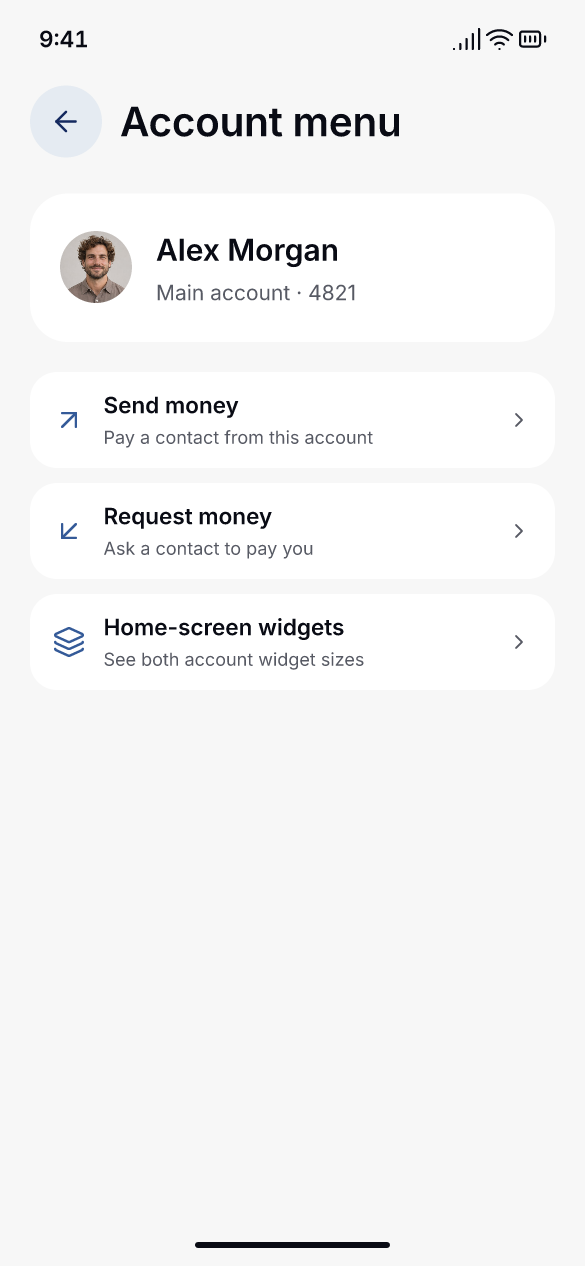 9:41
Account menu
Alex Morgan
Main account · 4821
Send money
Pay a contact from this account
Request money
Ask a contact to pay you
Home-screen widgets
See both account widget sizes